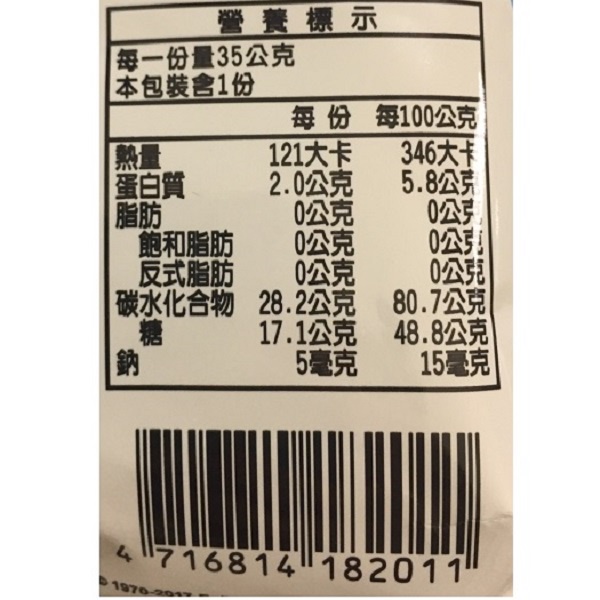 營養標示
每一份量35公克
本包裝含1份
每份 每100公克
熱量 121大卡 346大卡
蛋白質 2.0公克 5.8公克
脂肪 0公克 0公克
飽和脂肪 0公克 0公克
反式脂肪 0公克 0公克
碳水化合物 28.2公克 80.7公克
糖 17.1公克 48.8公克
鈉 5毫克 15毫克
4 716814 182011
© 1976-2017